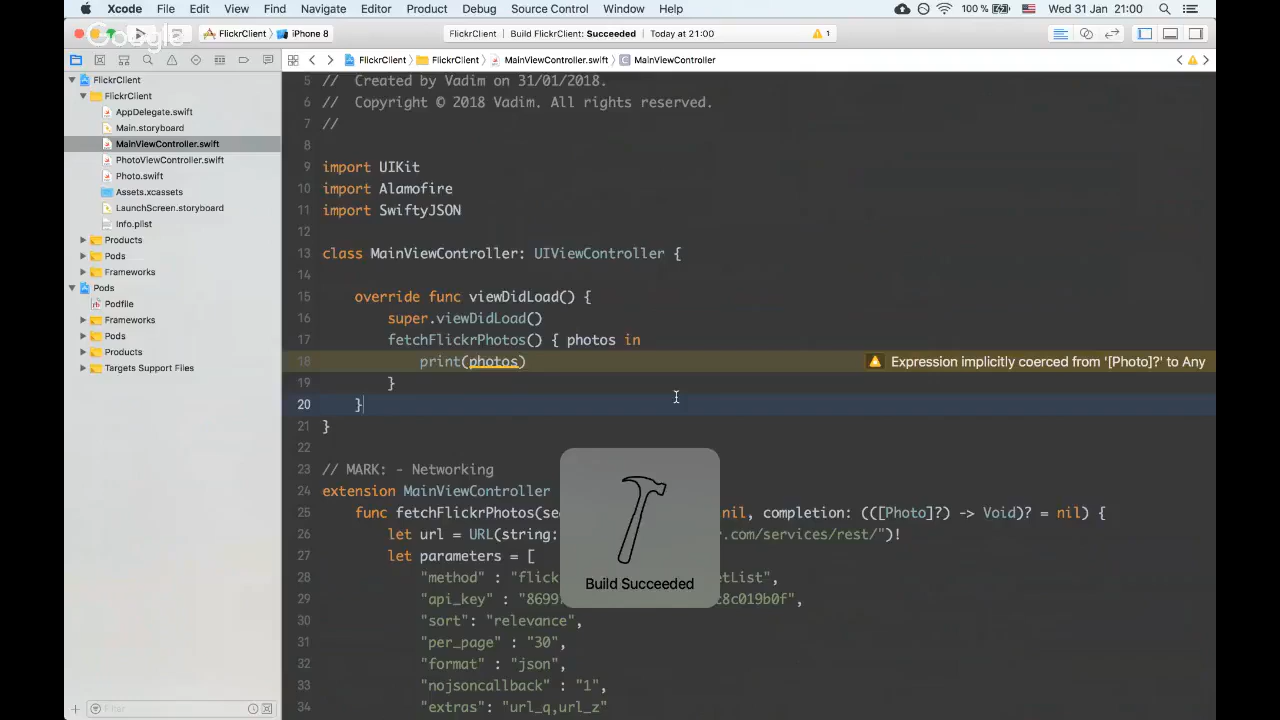 Xcode File Edit View Find Navigate Editor Product Debug Source Control Window Help 100 % Wed 31 Jan 21:00
Google
FlickrClient iPhone 8 FlickrClient Build FlickrClient: Succeeded Today at 21:00 1
FlickrClient FlickrClient MainViewController.swift MainViewController
FlickrClient
FlickrClient
AppDelegate.swift
Main.storyboard
MainViewController.swift
PhotoViewController.swift
Photo.swift
Assets.xcassets
LaunchScreen.storyboard
Info.plist
Products
Pods
Frameworks
Pods
Podfile
Frameworks
Pods
Products
Targets Support Files
Filter
5 // Created by Vadim on 31/01/2018.
6 // Copyright © 2018 Vadim. All rights reserved.
7 //
8
9 import UIKit
10 import Alamofire
11 import SwiftyJSON
12
13 class MainViewController: UIViewController {
14
15 override func viewDidLoad() {
16 super.viewDidLoad()
17 fetchFlickrPhotos() { photos in
18 print(photos) Expression implicitly coerced from '[Photo]?' to Any
19 }
20 }
21 }
22
23 // MARK: - Networking
24 extension MainViewController
25 func fetchFlickrPhotos(se nil, completion: (([Photo]?) -> Void)? = nil) {
26 let url = URL(string: .com/services/rest/")!
27 let parameters = [
28 "method" : "flick etList",
29 "api_key" : "8699 8c019b0f",
30 "sort": "relevance",
31 "per_page" : "30",
32 "format" : "json",
33 "nojsoncallback" : "1",
34 "extras": "url_q,url_z"
Build Succeeded